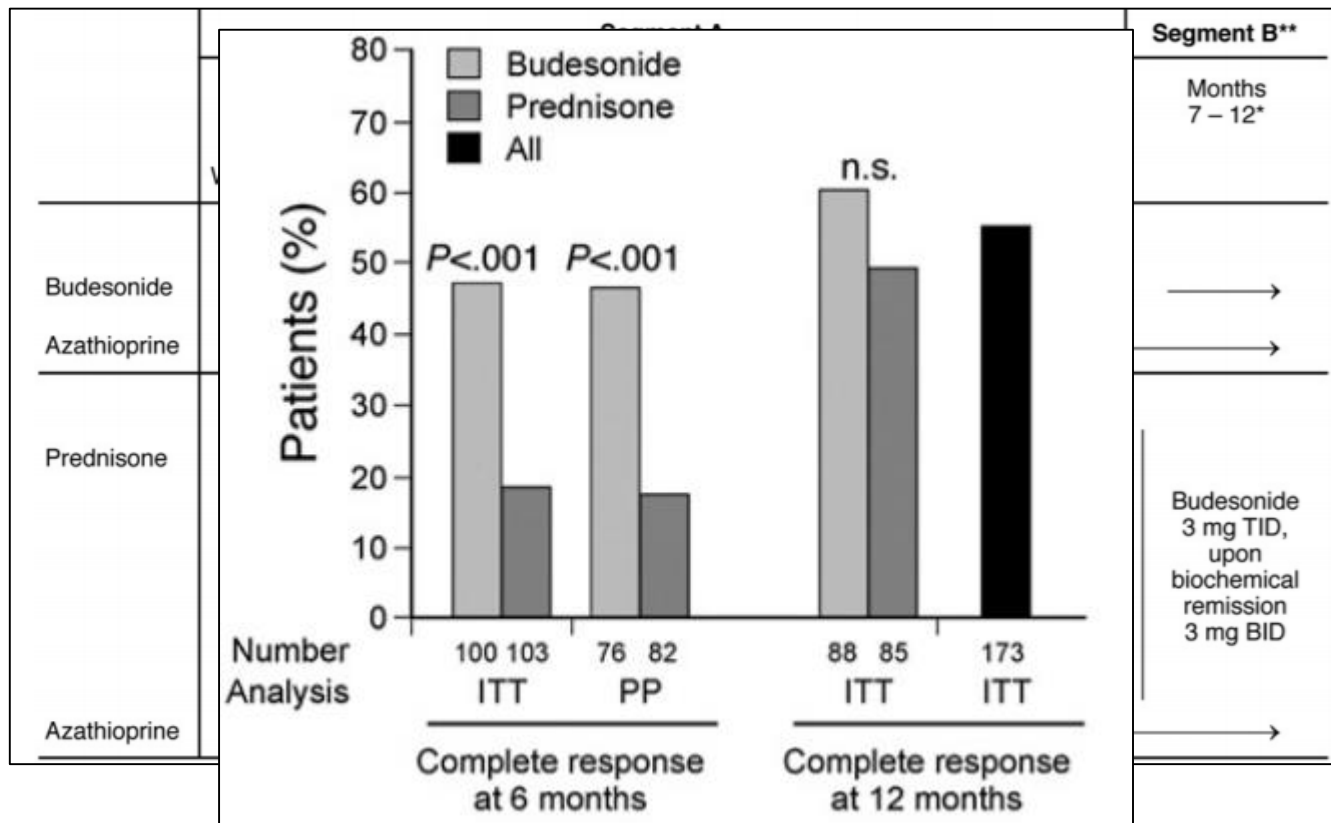 Segment B**
Months
7 – 12*
Budesonide
Azathioprine
Prednisone
Azathioprine
Budesonide
3 mg TID,
upon
biochemical
remission
3 mg BID
80
70
60
50
40
30
20
10
0
Patients (%)
Budesonide
Prednisone
All
P<.001
P<.001
n.s.
Number 100 103 76 82 88 85 173
Analysis ITT PP ITT ITT
Complete response
at 6 months
Complete response
at 12 months